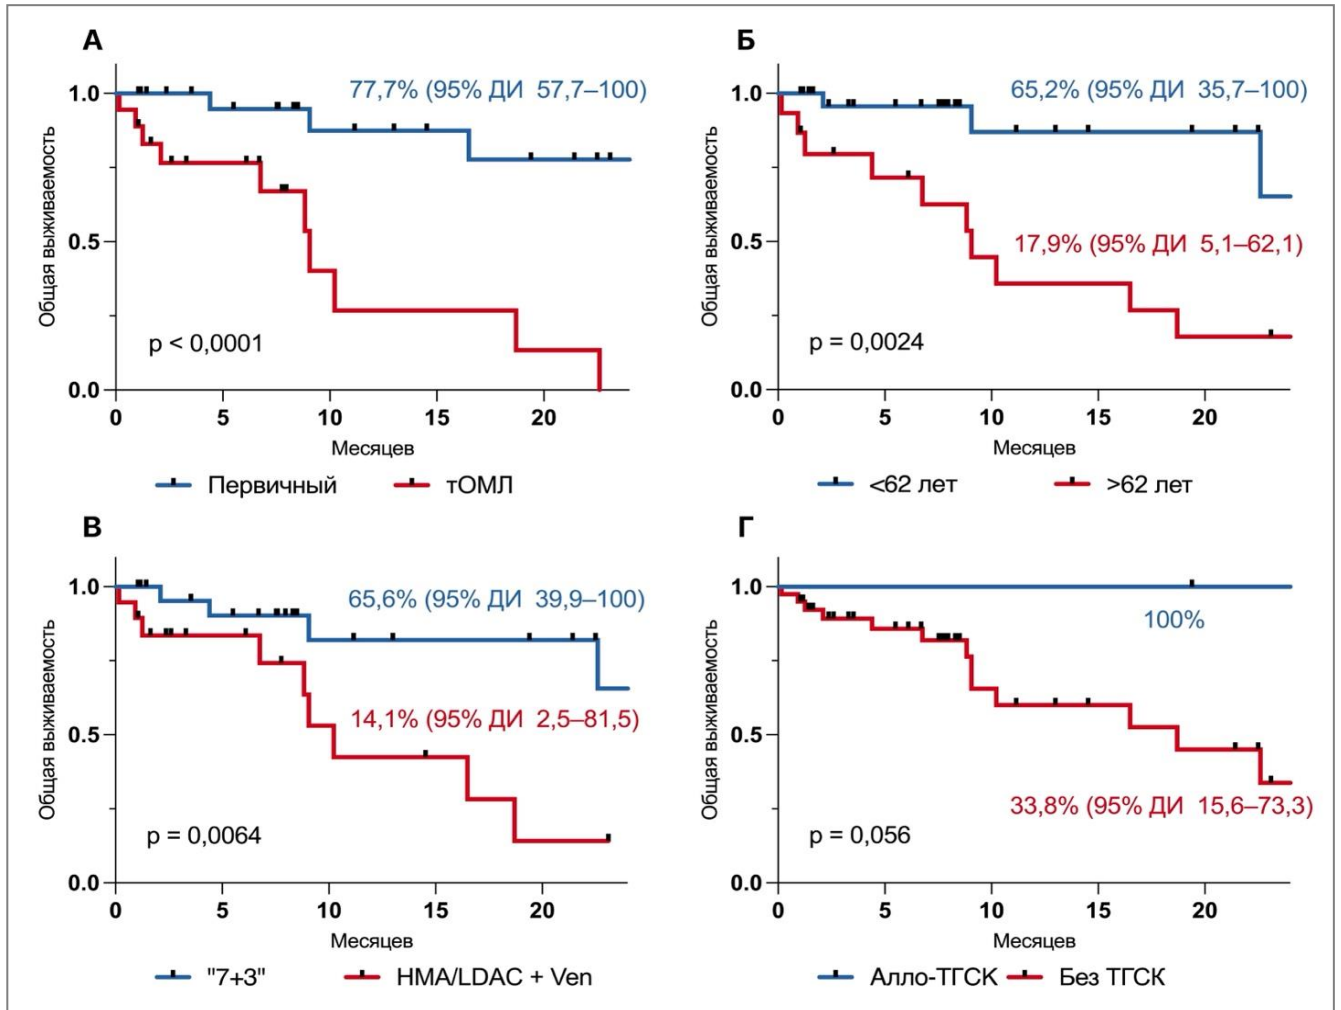 А
77,7% (95% ДИ 57,7–100)
1.0
0.5
0.0
Общая выживаемость
p < 0,0001
0 5 10 15 20
Месяцев
Первичный тОМЛ
Б
65,2% (95% ДИ 35,7–100)
17,9% (95% ДИ 5,1–62,1)
1.0
0.5
0.0
Общая выживаемость
p = 0,0024
0 5 10 15 20
Месяцев
<62 лет >62 лет
В
65,6% (95% ДИ 39,9–100)
14,1% (95% ДИ 2,5–81,5)
1.0
0.5
0.0
Общая выживаемость
p = 0,0064
0 5 10 15 20
Месяцев
"7+3" HMA/LDAC + Ven
Г
100%
33,8% (95% ДИ 15,6–73,3)
1.0
0.5
0.0
Общая выживаемость
p = 0,056
0 5 10 15 20
Месяцев
Алло-ТГСК Без ТГСК